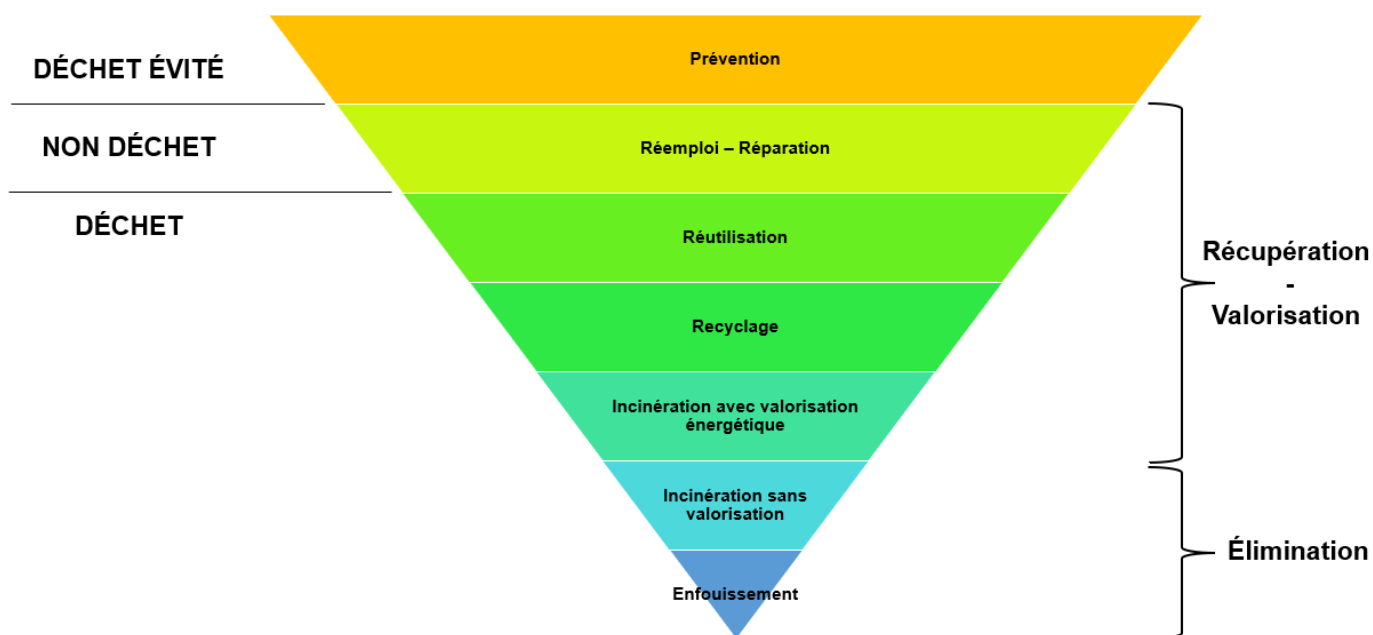 DÉCHET ÉVITÉ
Prévention
NON DÉCHET
Réemploi – Réparation
DÉCHET
Réutilisation
Récupération
-
Valorisation
Recyclage
Incinération avec valorisation
énergétique
Incinération sans
valorisation
Élimination
Enfouissement